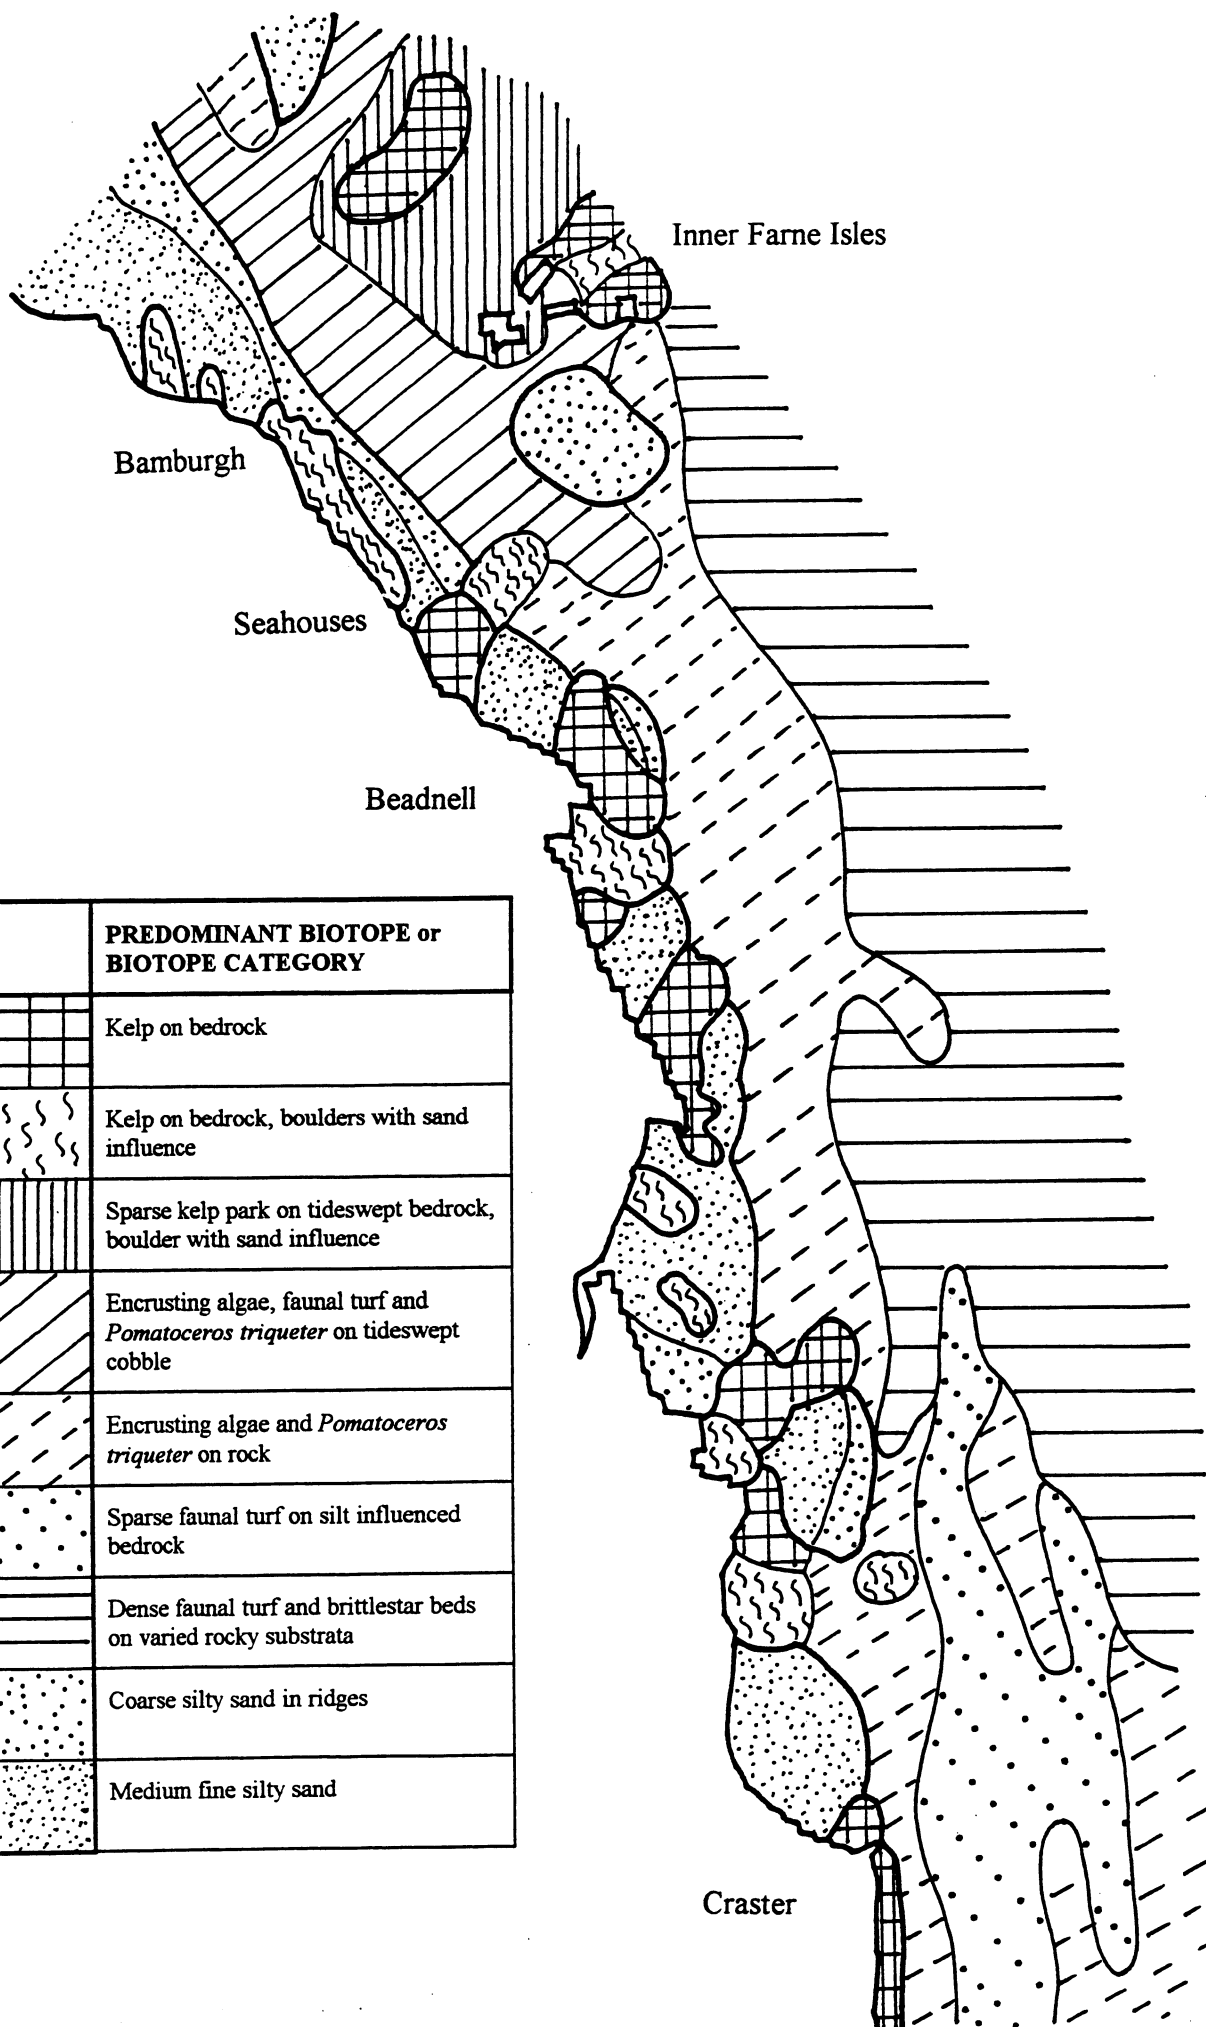 Inner Farne Isles
Bamburgh
Seahouses
Beadnell
PREDOMINANT BIOTOPE or
BIOTOPE CATEGORY
Kelp on bedrock
Kelp on bedrock, boulders with sand
influence
Sparse kelp park on tideswept bedrock,
boulder with sand influence
Encrusting algae, faunal turf and
Pomatoceros triqueter on tideswept
cobble
Encrusting algae and Pomatoceros
triqueter on rock
Sparse faunal turf on silt influenced
bedrock
Dense faunal turf and brittlestar beds
on varied rocky substrata
Coarse silty sand in ridges
Medium fine silty sand
Craster